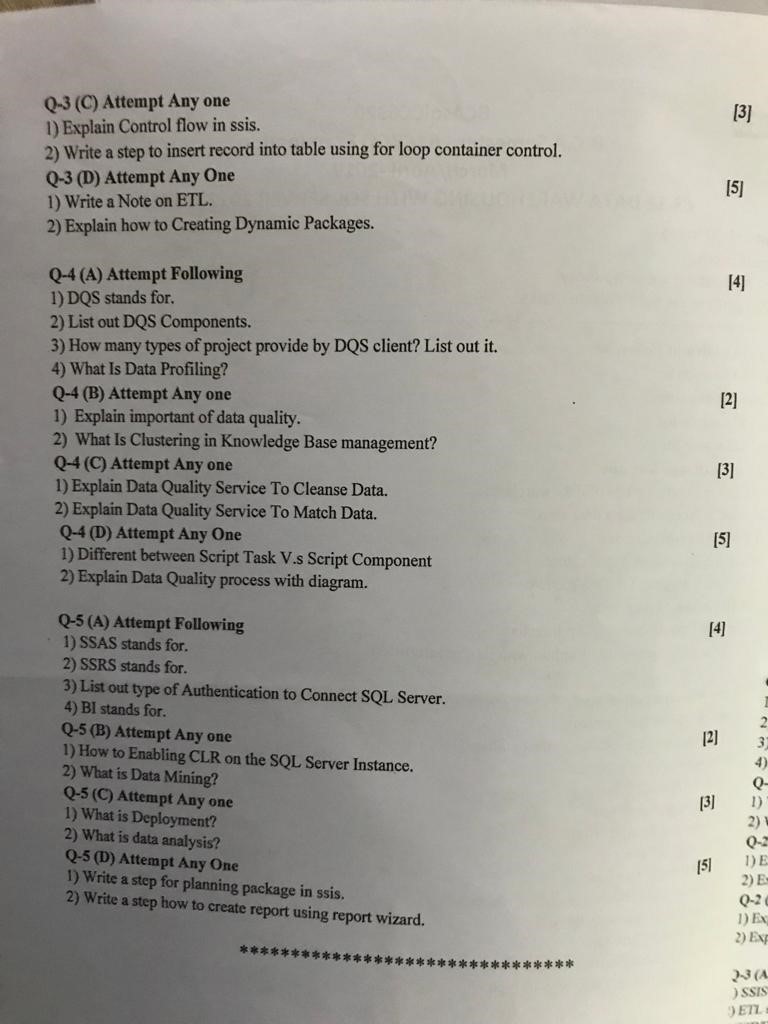 Q-3 (C) Attempt Any one [3]
1) Explain Control flow in ssis.
2) Write a step to insert record into table using for loop container control.
Q-3 (D) Attempt Any One [5]
1) Write a Note on ETL.
2) Explain how to Creating Dynamic Packages.
Q-4 (A) Attempt Following [4]
1) DQS stands for.
2) List out DQS Components.
3) How many types of project provide by DQS client? List out it.
4) What Is Data Profiling?
Q-4 (B) Attempt Any one [2]
1) Explain important of data quality.
2) What Is Clustering in Knowledge Base management?
Q-4 (C) Attempt Any one [3]
1) Explain Data Quality Service To Cleanse Data.
2) Explain Data Quality Service To Match Data.
Q-4 (D) Attempt Any One [5]
1) Different between Script Task V.s Script Component
2) Explain Data Quality process with diagram.
Q-5 (A) Attempt Following [4]
1) SSAS stands for.
2) SSRS stands for.
3) List out type of Authentication to Connect SQL Server.
4) BI stands for.
Q-5 (B) Attempt Any one [2]
1) How to Enabling CLR on the SQL Server Instance.
2) What is Data Mining?
Q-5 (C) Attempt Any one [3]
1) What is Deployment?
2) What is data analysis?
Q-5 (D) Attempt Any One [5]
1) Write a step for planning package in ssis.
2) Write a step how to create report using report wizard.
*********************************
2
3)
4)
Q-
1)
2)
Q-2
1) E
2) Ex
Q-2 (
1) Exp
2) Exp
-3 (A
) SSIS
) ETL